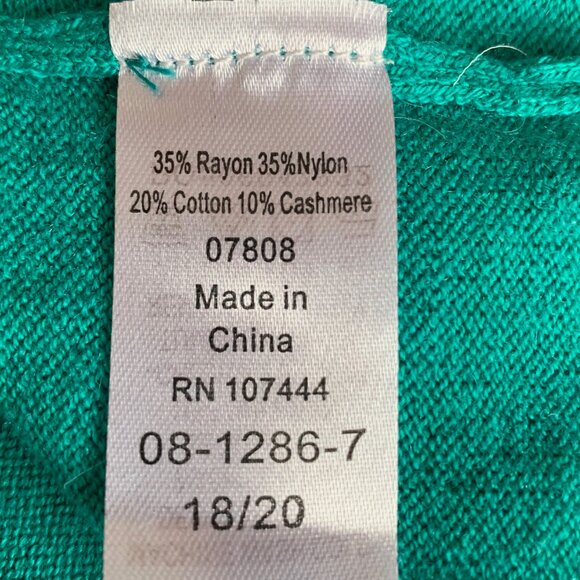 35% Rayon 35%Nylon
20% Cotton 10% Cashmere
07808
Made in
China
RN 107444
08-1286-7
18/20